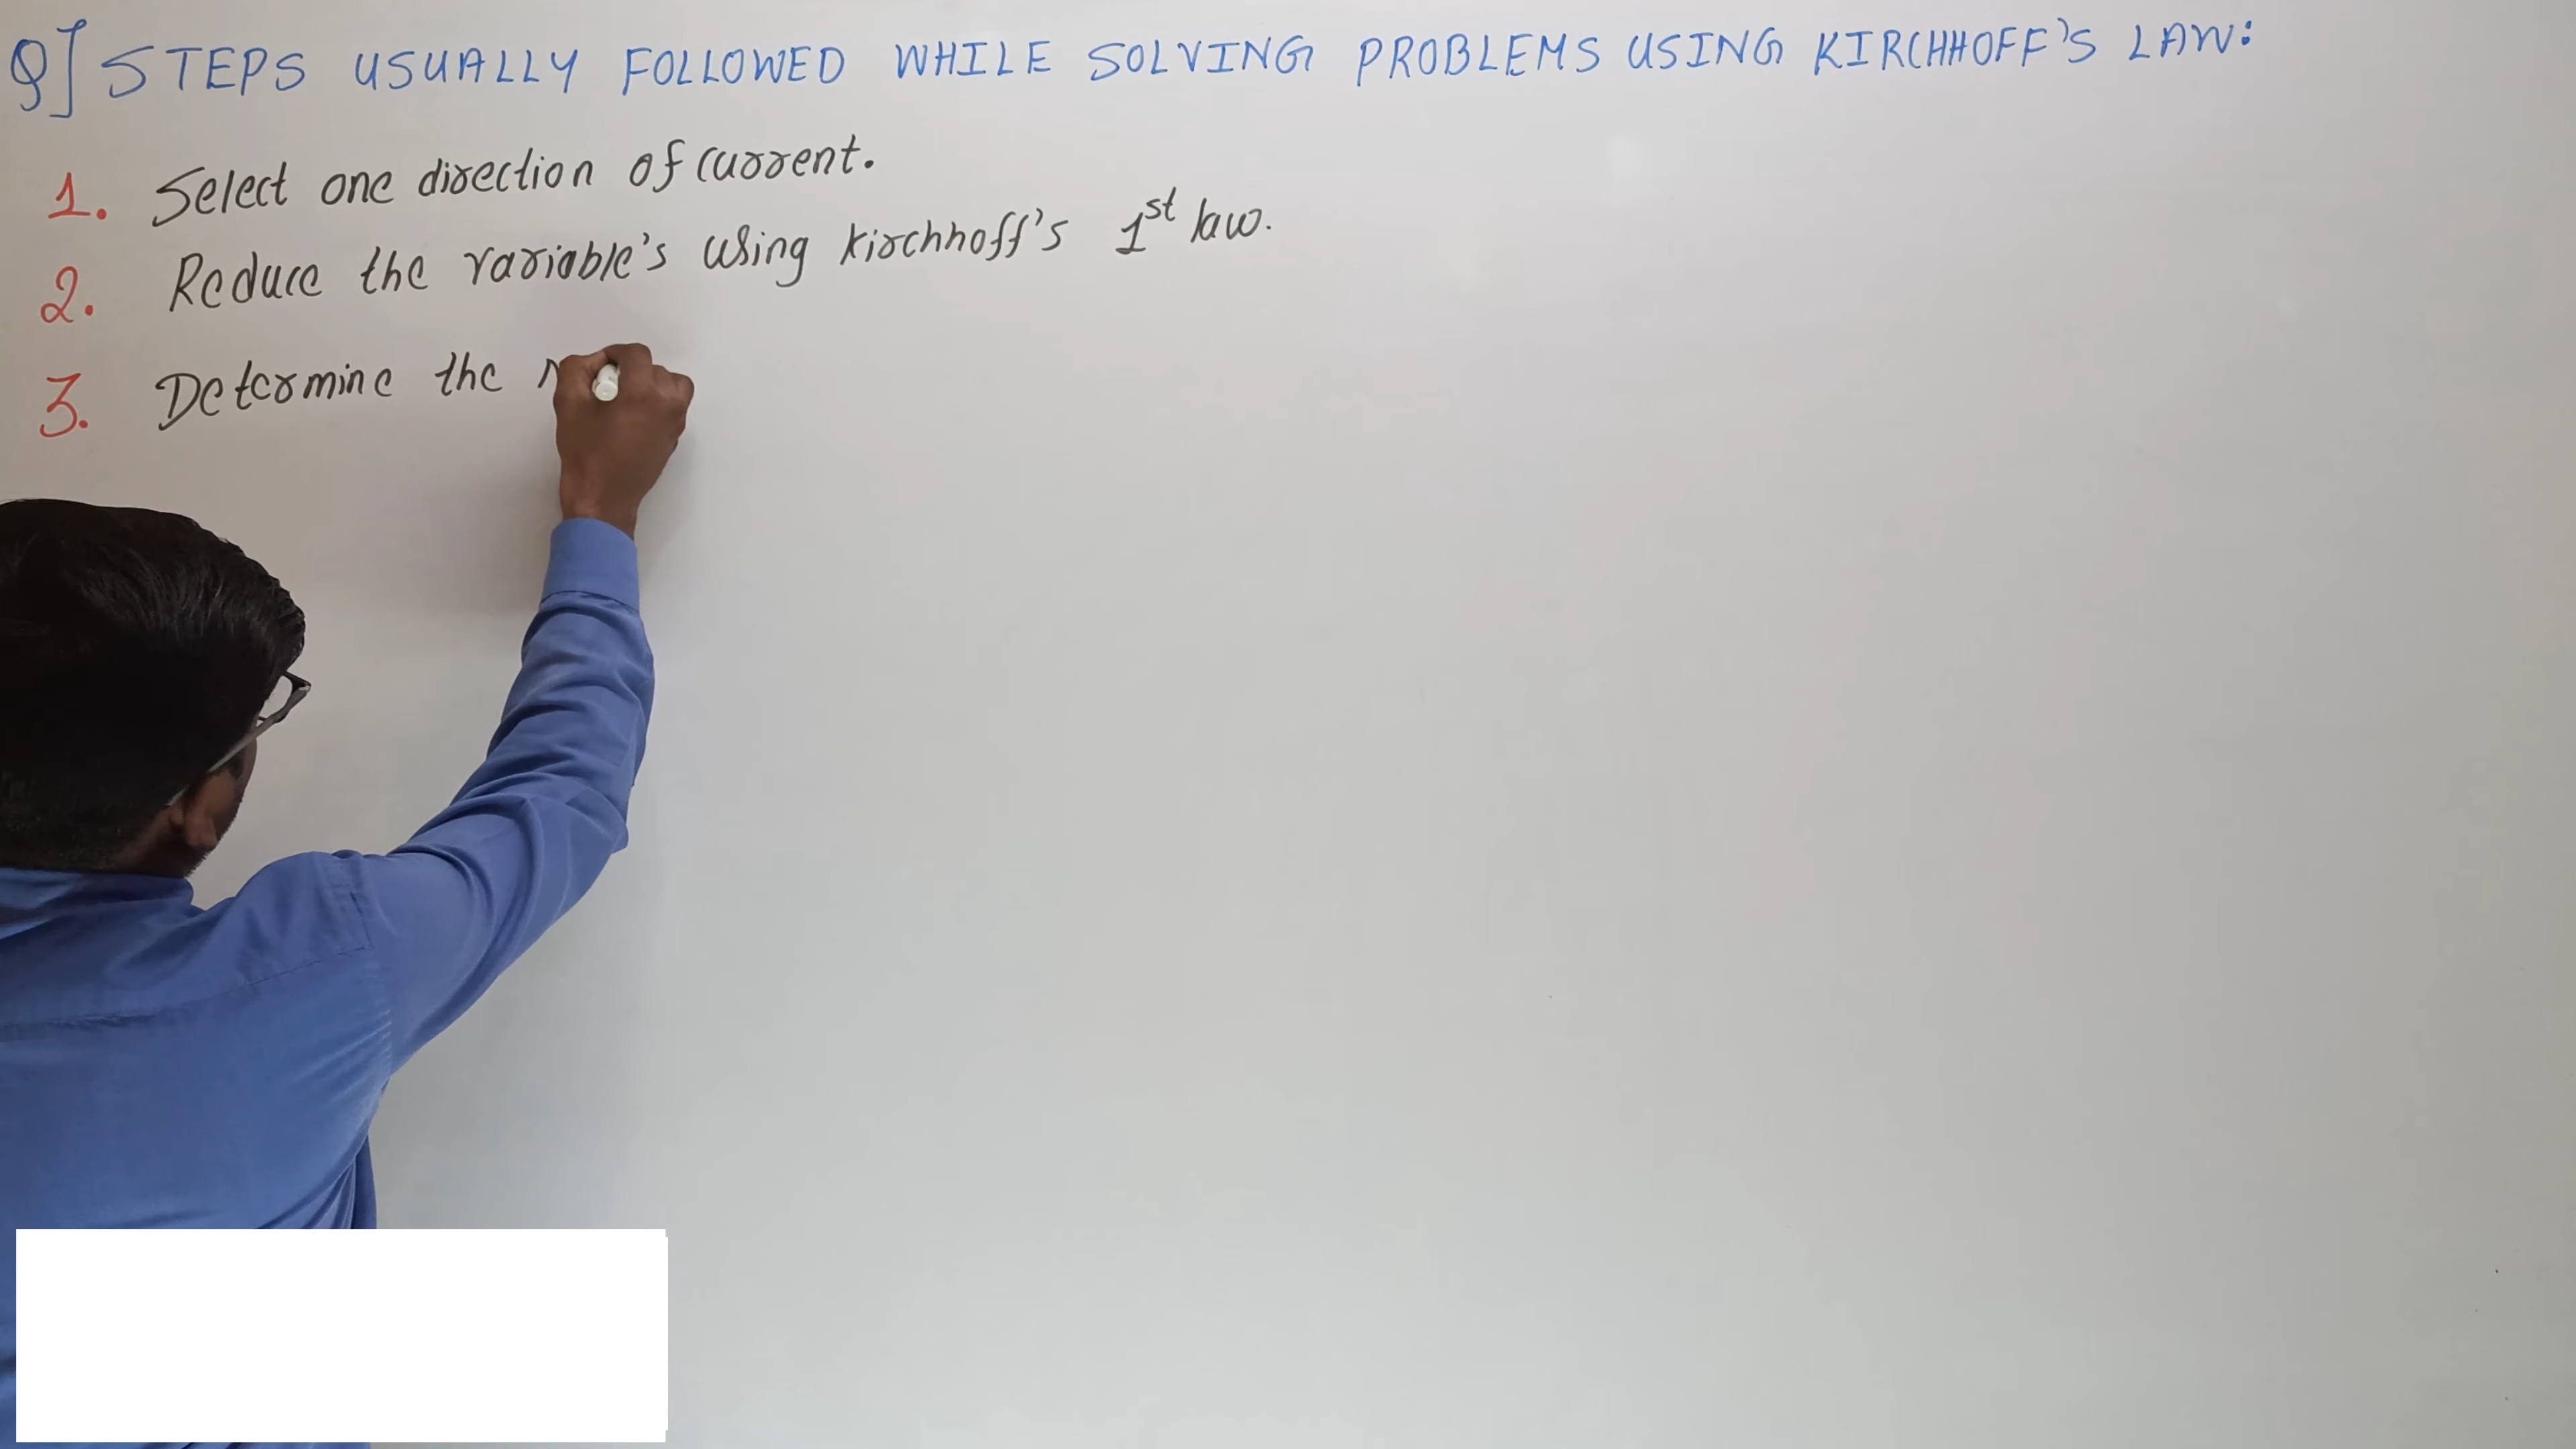 Q] STEPS USUALLY FOLLOWED WHILE SOLVING PROBLEMS USING KIRCHHOFF'S LAW:
1. Select one direction of current.
2. Reduce the variable's using kirchhoff's 1st law.
3. Determine the